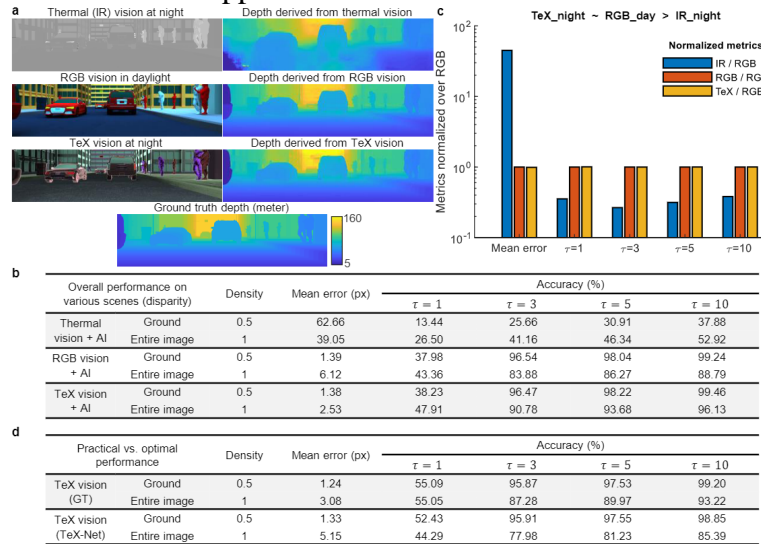 a
Thermal (IR) vision at night
Depth derived from thermal vision
RGB vision in daylight
Depth derived from RGB vision
TeX vision at night
Depth derived from TeX vision
Ground truth depth (meter)
160
5
c
TeX_night ~ RGB_day > IR_night
Metrics normalized over RGB
10²
10¹
10⁰
10⁻¹
Normalized metrics
IR / RGB
RGB / RG
TeX / RGB
Mean error τ=1 τ=3 τ=5 τ=10
b
Overall performance on various scenes (disparity) Density Mean error (px) Accuracy (%)
τ = 1 τ = 3 τ = 5 τ = 10
Thermal vision + AI Ground 0.5 62.66 13.44 25.66 30.91 37.88
Entire image 1 39.05 26.50 41.16 46.34 52.92
RGB vision + AI Ground 0.5 1.39 37.98 96.54 98.04 99.24
Entire image 1 6.12 43.36 83.88 86.27 88.79
TeX vision + AI Ground 0.5 1.38 38.23 96.47 98.22 99.46
Entire image 1 2.53 47.91 90.78 93.68 96.13
d
Practical vs. optimal performance Density Mean error (px) Accuracy (%)
τ = 1 τ = 3 τ = 5 τ = 10
TeX vision (GT) Ground 0.5 1.24 55.09 95.87 97.53 99.20
Entire image 1 3.08 55.05 87.28 89.97 93.22
TeX vision (TeX-Net) Ground 0.5 1.33 52.43 95.91 97.55 98.85
Entire image 1 5.15 44.29 77.98 81.23 85.39